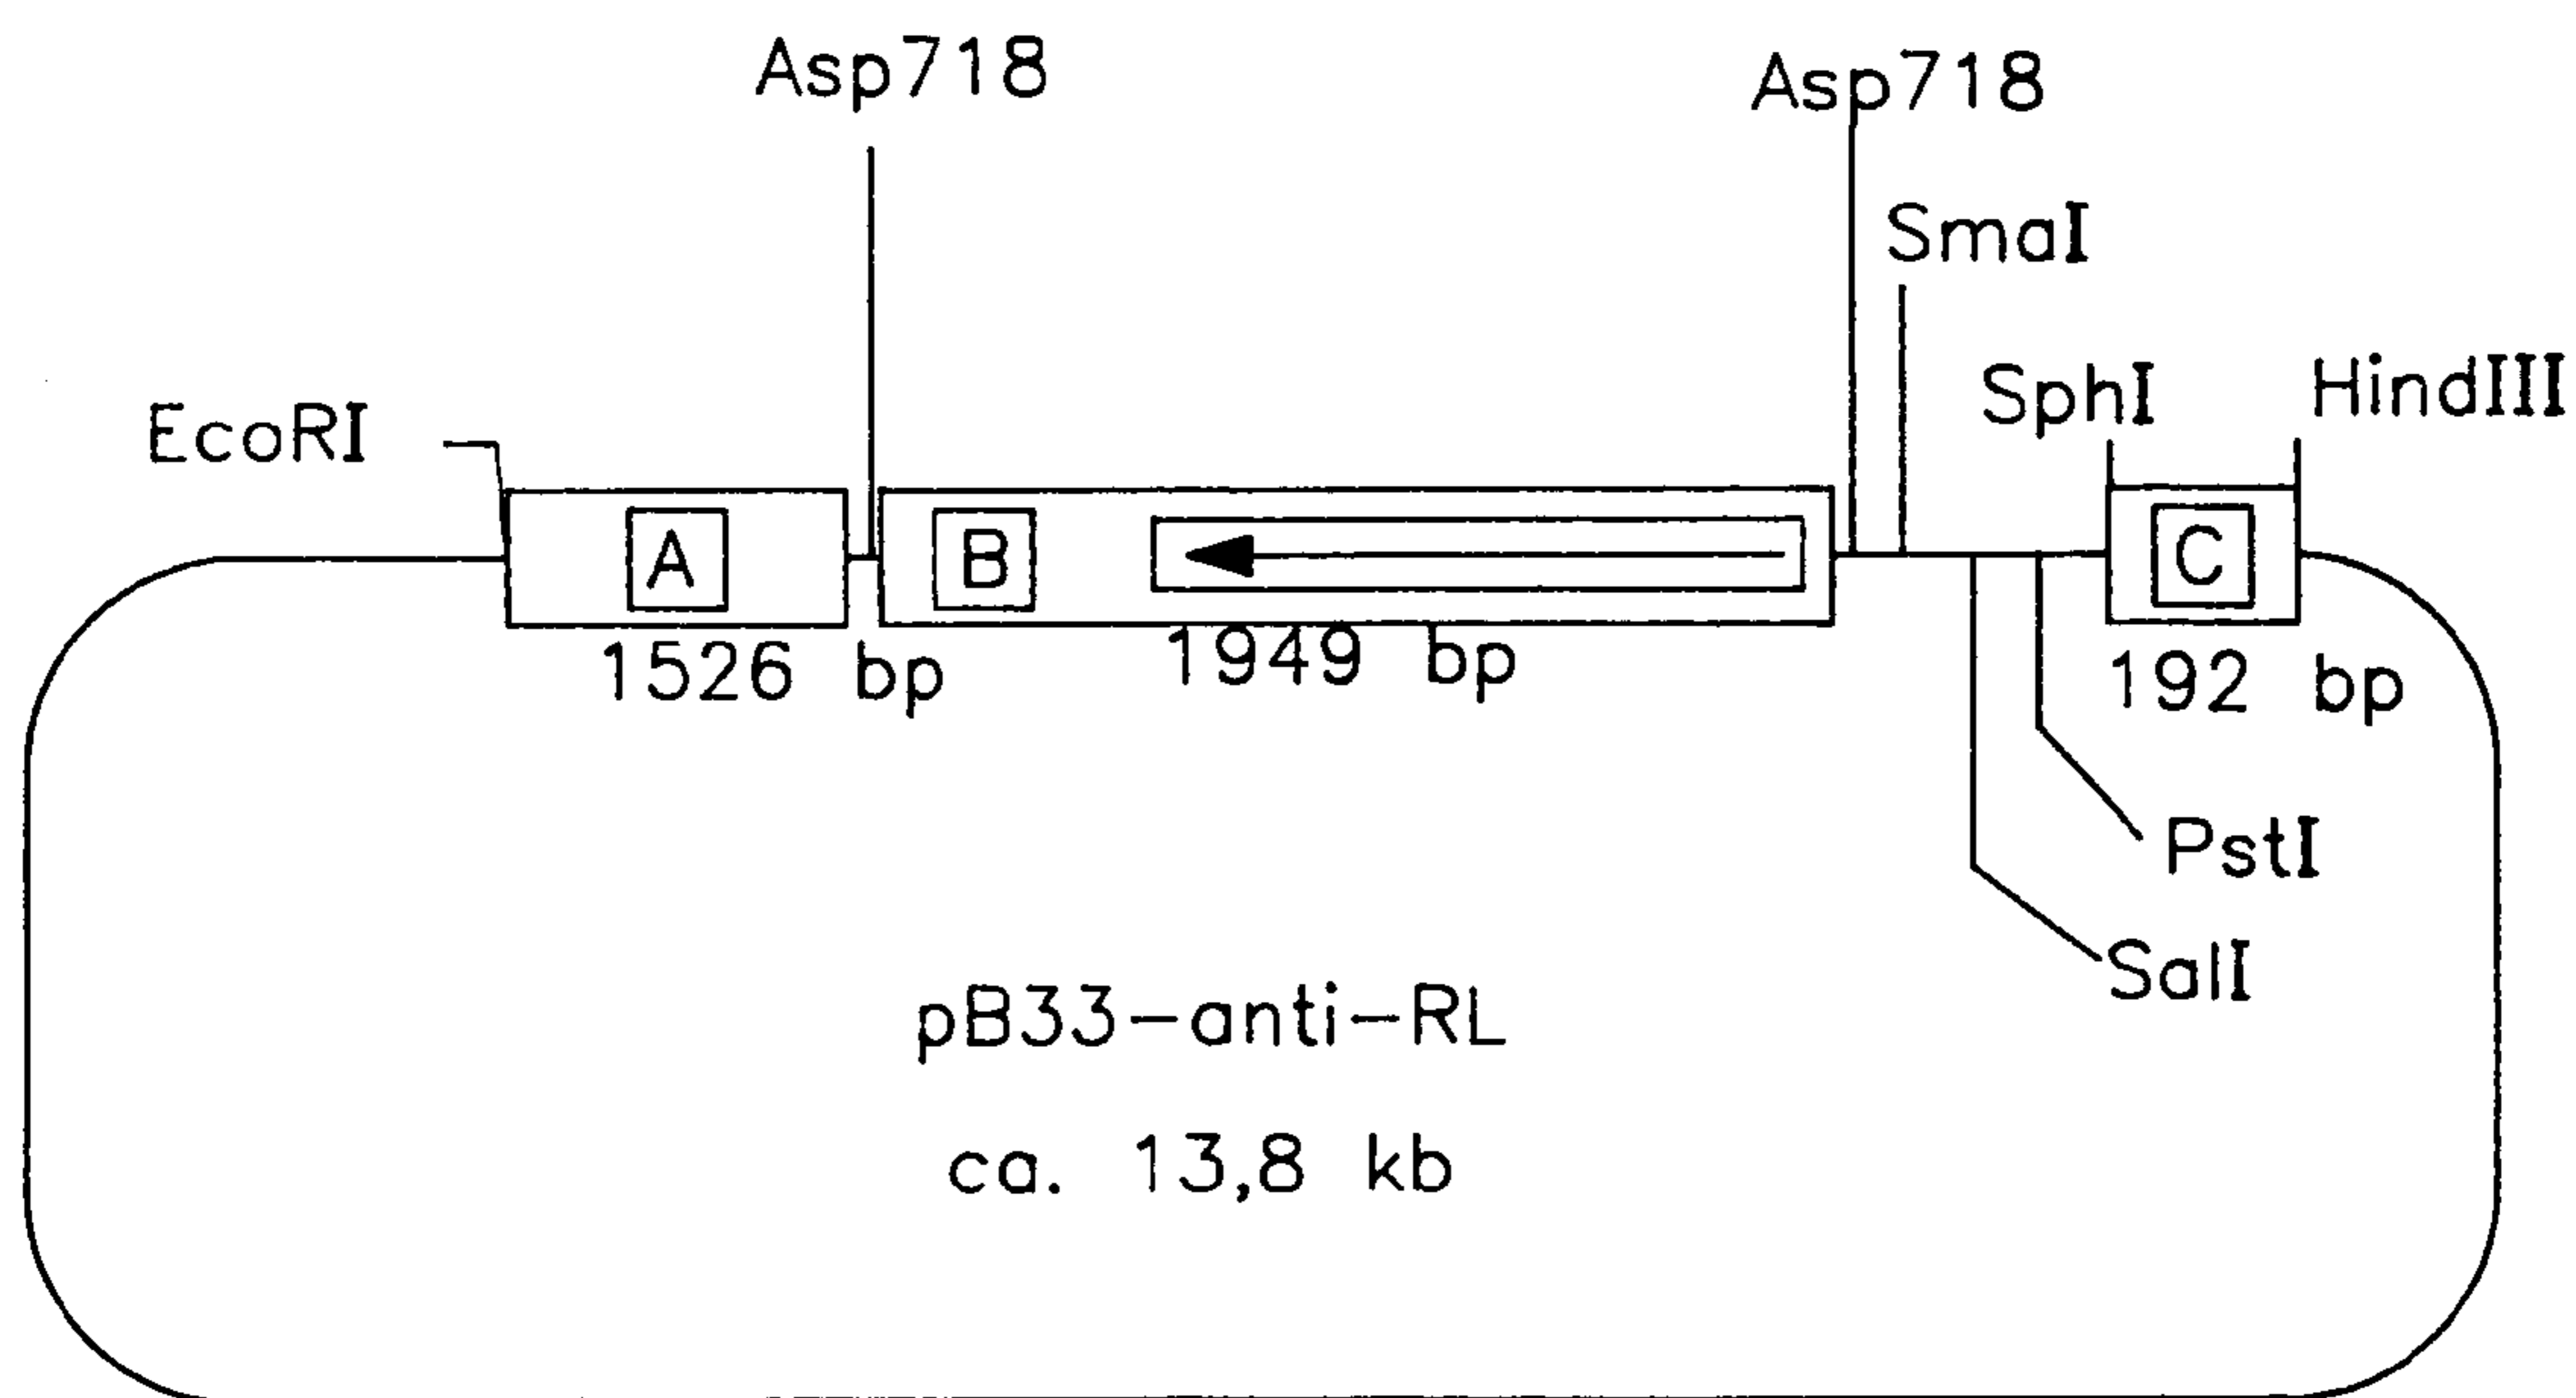 Asp718
Asp718
SmaI
SphI
HindIII
EcoRI
A
B
C
1526 bp
1949 bp
192 bp
PstI
SalI
pB33-anti-RL
ca. 13,8 kb